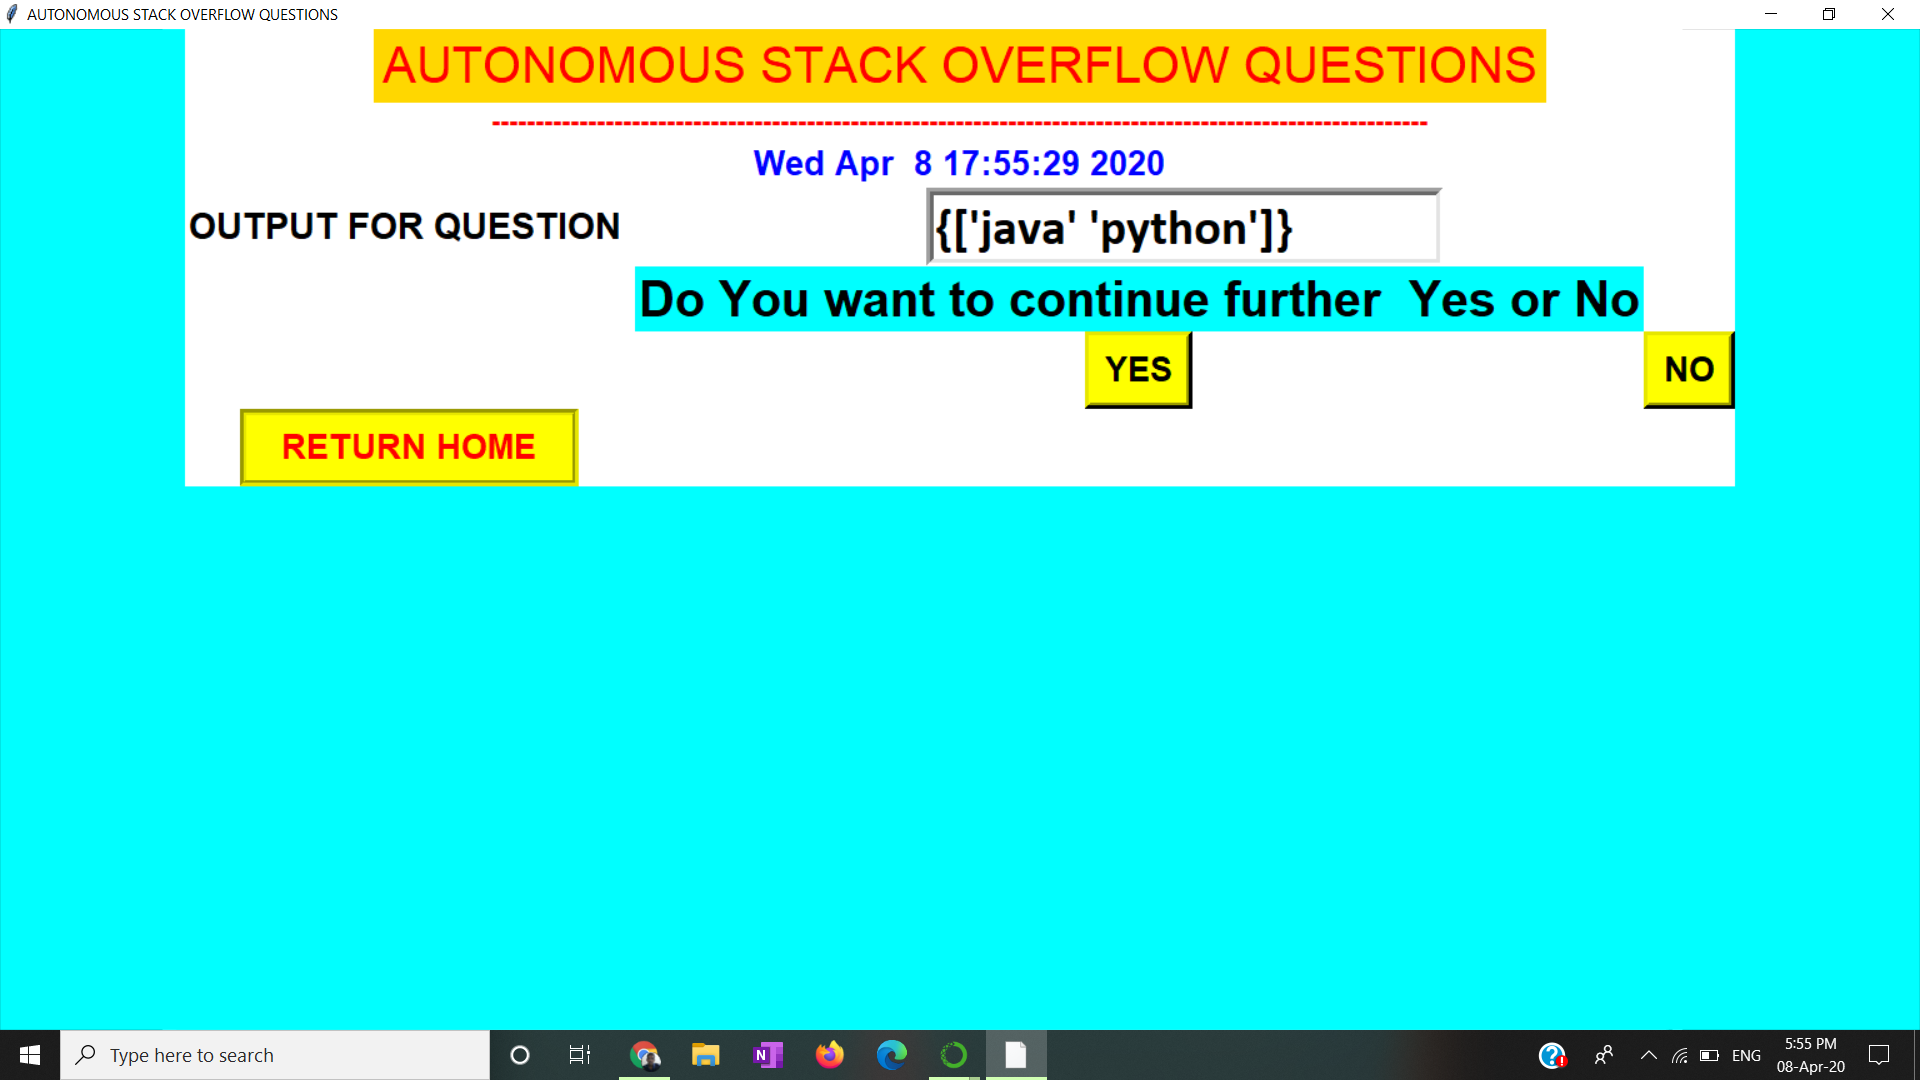 AUTONOMOUS STACK OVERFLOW QUESTIONS
AUTONOMOUS STACK OVERFLOW QUESTIONS
Wed Apr  8 17:55:29 2020
OUTPUT FOR QUESTION
{['java' 'python']}
Do You want to continue further  Yes or No
YES
NO
RETURN HOME
Type here to search
N
ENG
5:55 PM
08-Apr-20